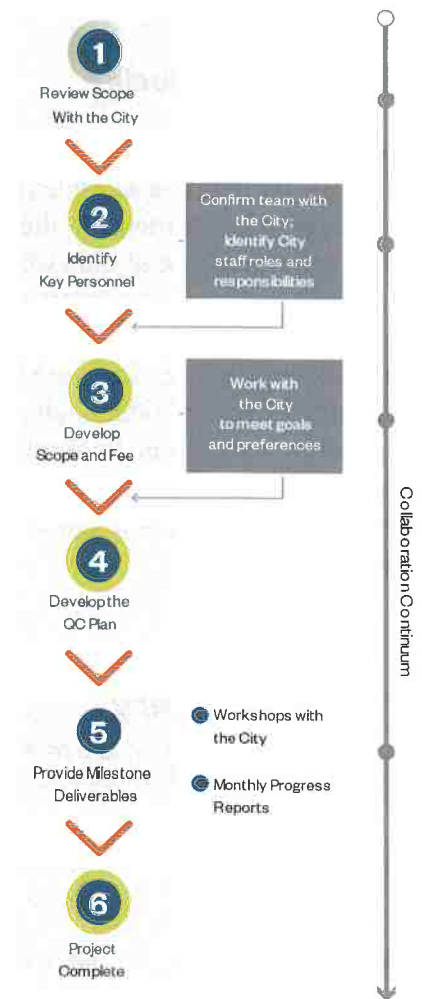 1
Review Scope
With the City
2
Identify
Key Personnel
Confirm team with
the City;
Identify City
staff roles and
responsibilities
3
Develop
Scope and Fee
Work with
the City
to meet goals
and preferences
4
Develop the
QC Plan
5
Provide Milestone
Deliverables
Workshops with
the City
Monthly Progress
Reports
6
Project
Complete
Collaboration Continuum